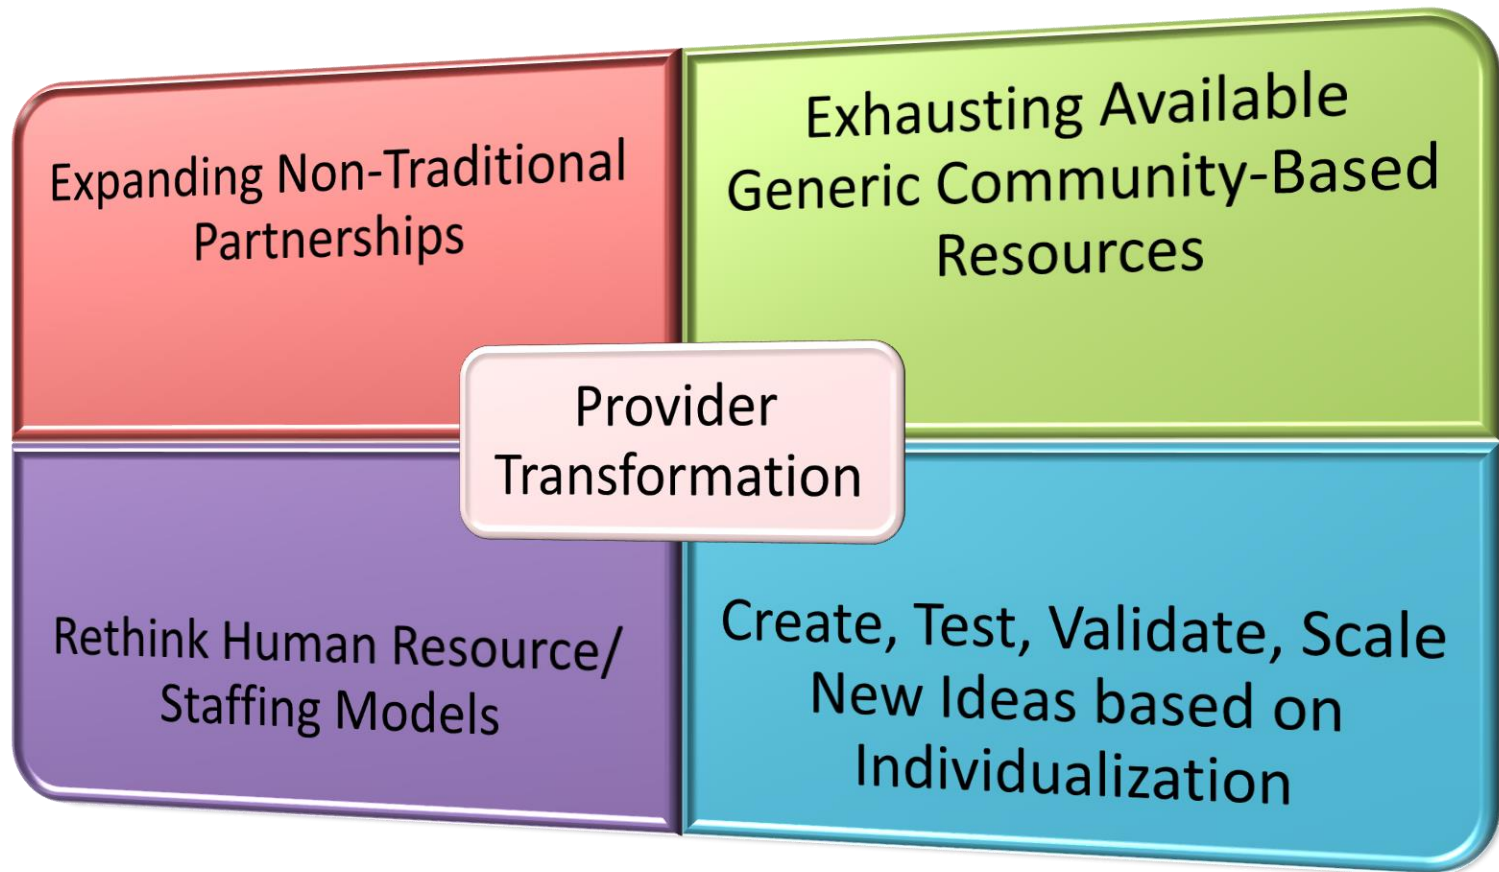 Expanding Non-Traditional
Partnerships
Exhausting Available
Generic Community-Based
Resources
Provider
Transformation
Rethink Human Resource/
Staffing Models
Create, Test, Validate, Scale
New Ideas based on
Individualization